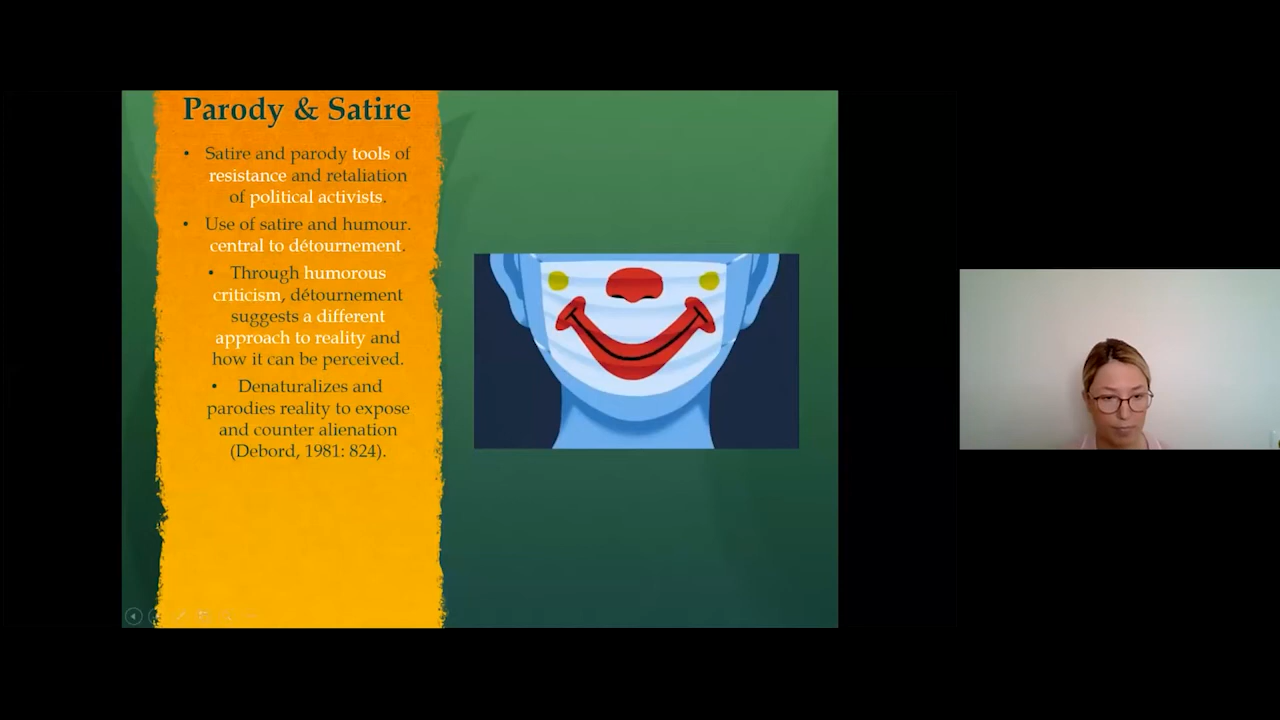 Parody & Satire
• Satire and parody tools of
resistance and retaliation
of political activists.
• Use of satire and humour.
central to détournement.
• Through humorous
criticism, détournement
suggests a different
approach to reality and
how it can be perceived.
• Denaturalizes and
parodies reality to expose
and counter alienation
(Debord, 1981: 824).